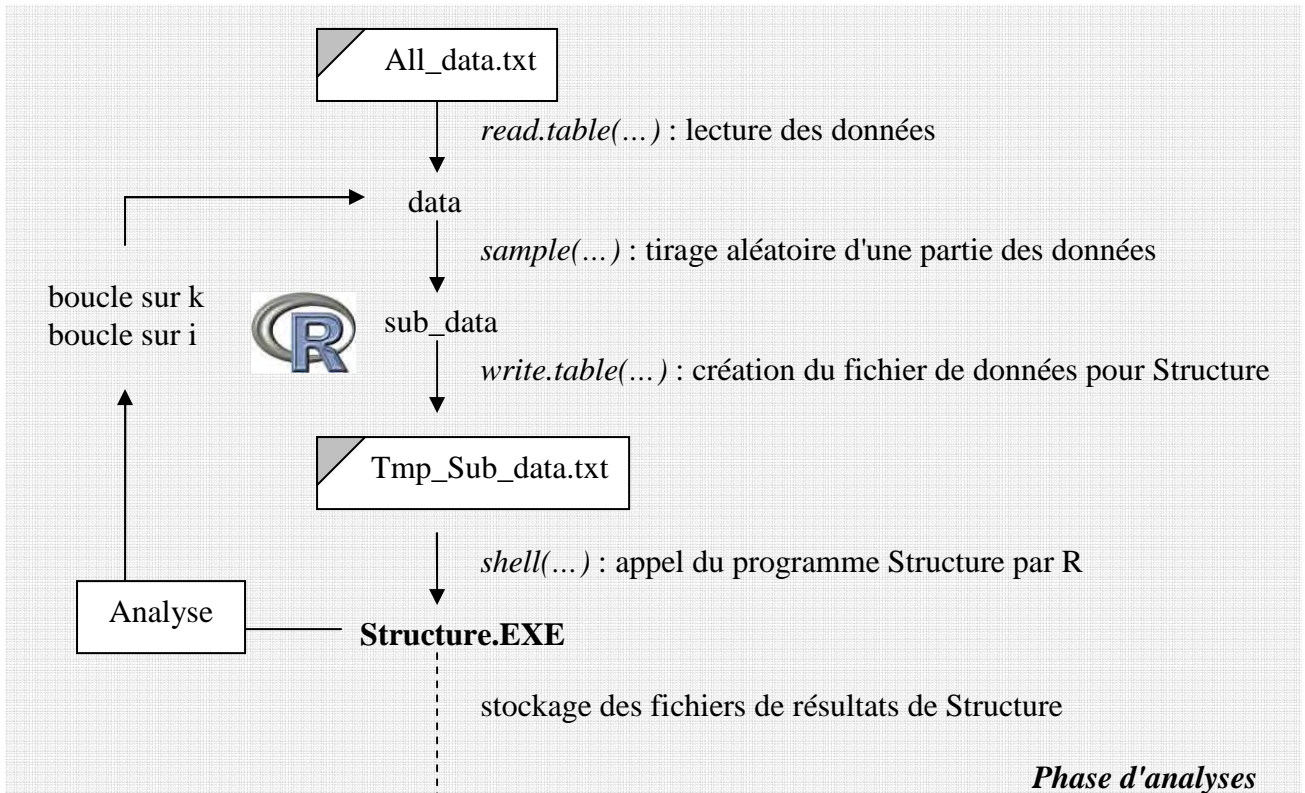 All_data.txt
read.table(…) : lecture des données
data
sample(…) : tirage aléatoire d'une partie des données
boucle sur k
boucle sur i
R
sub_data
write.table(…) : création du fichier de données pour Structure
Tmp_Sub_data.txt
shell(…) : appel du programme Structure par R
Analyse
Structure.EXE
stockage des fichiers de résultats de Structure
Phase d'analyses